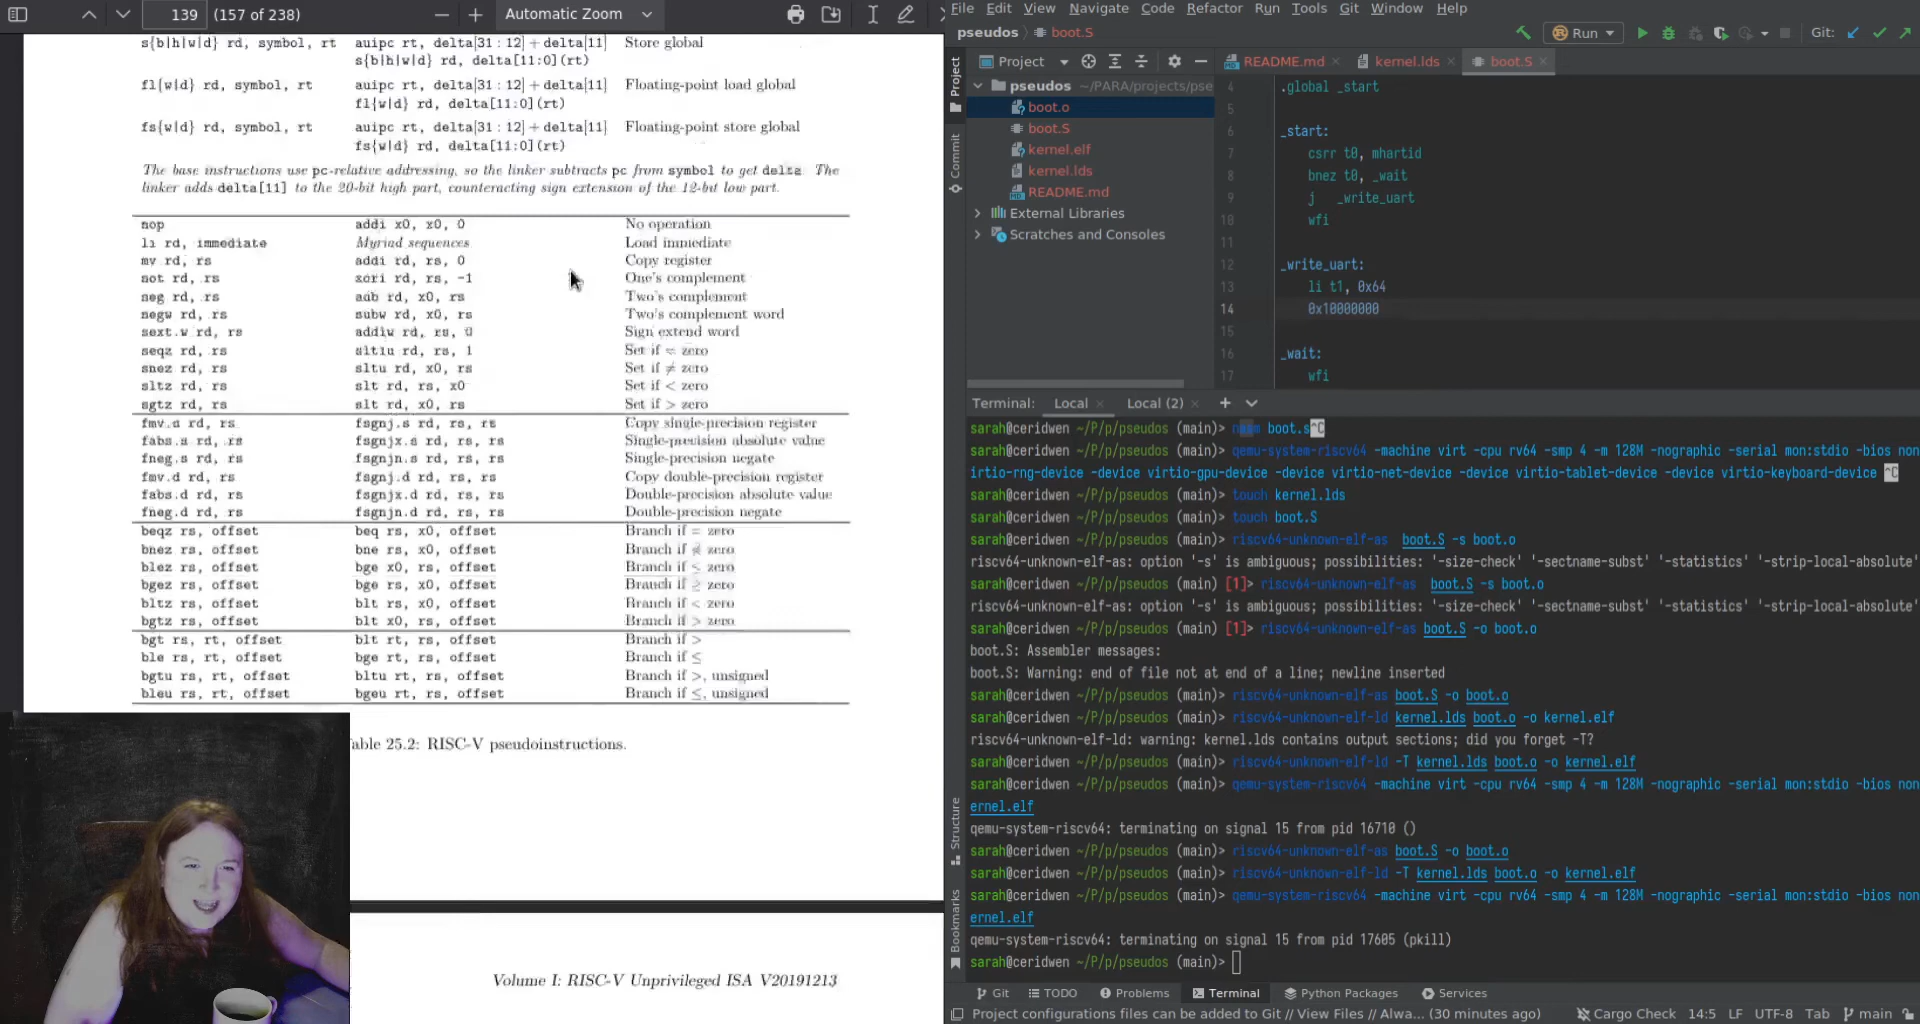 139 (157 of 238)
Automatic Zoom
s{b|h|w|d} rd, symbol, rt auipc rt, delta[31 : 12] + delta[11] Store global
s{b|h|w|d} rd, delta[11:0](rt)
fl{w|d} rd, symbol, rt auipc rt, delta[31 : 12] + delta[11] Floating-point load global
fl{w|d} rd, delta[11:0](rt)
fs{w|d} rd, symbol, rt auipc rt, delta[31 : 12] + delta[11] Floating-point store global
fs{w|d} rd, delta[11:0](rt)
The base instructions use pc-relative addressing, so the linker subtracts pc from symbol to get delta. The
linker adds delta[11] to the 20-bit high part, counteracting sign extension of the 12-bit low part.
nop addi x0, x0, 0 No operation
li rd, immediate Myriad sequences Load immediate
mv rd, rs addi rd, rs, 0 Copy register
not rd, rs xori rd, rs, -1 One's complement
neg rd, rs sub rd, x0, rs Two's complement
negw rd, rs subw rd, x0, rs Two's complement word
sext.w rd, rs addiw rd, rs, 0 Sign extend word
seqz rd, rs sltiu rd, rs, 1 Set if = zero
snez rd, rs sltu rd, x0, rs Set if ≠ zero
sltz rd, rs slt rd, rs, x0 Set if < zero
sgtz rd, rs slt rd, x0, rs Set if > zero
fmv.s rd, rs fsgnj.s rd, rs, rs Copy single-precision register
fabs.s rd, rs fsgnjx.s rd, rs, rs Single-precision absolute value
fneg.s rd, rs fsgnjn.s rd, rs, rs Single-precision negate
fmv.d rd, rs fsgnj.d rd, rs, rs Copy double-precision register
fabs.d rd, rs fsgnjx.d rd, rs, rs Double-precision absolute value
fneg.d rd, rs fsgnjn.d rd, rs, rs Double-precision negate
beqz rs, offset beq rs, x0, offset Branch if = zero
bnez rs, offset bne rs, x0, offset Branch if ≠ zero
blez rs, offset bge x0, rs, offset Branch if ≤ zero
bgez rs, offset bge rs, x0, offset Branch if ≥ zero
bltz rs, offset blt rs, x0, offset Branch if < zero
bgtz rs, offset blt x0, rs, offset Branch if > zero
bgt rs, rt, offset blt rt, rs, offset Branch if >
ble rs, rt, offset bge rt, rs, offset Branch if ≤
bgtu rs, rt, offset bltu rt, rs, offset Branch if >, unsigned
bleu rs, rt, offset bgeu rt, rs, offset Branch if ≤, unsigned
able 25.2: RISC-V pseudoinstructions.
Volume I: RISC-V Unprivileged ISA V20191213
File Edit View Navigate Code Refactor Run Tools Git Window Help
pseudos boot.S Run Git:
Project README.md kernel.lds boot.S
Project
Commit
Structure
Bookmarks
pseudos ~/PARA/projects/pse
boot.o
boot.S
kernel.elf
kernel.lds
README.md
External Libraries
Scratches and Consoles
4 .global _start
5
6 _start:
7 csrr t0, mhartid
8 bnez t0, _wait
9 j _write_uart
10 wfi
11
12 _write_uart:
13 li t1, 0x64
14 0x10000000
15
16 _wait:
17 wfi
Terminal: Local Local (2)
sarah@ceridwen ~/P/p/pseudos (main)> boot.s^C
sarah@ceridwen ~/P/p/pseudos (main)> qemu-system-riscv64 -machine virt -cpu rv64 -smp 4 -m 128M -nographic -serial mon:stdio -bios non
irtio-rng-device -device virtio-gpu-device -device virtio-net-device -device virtio-tablet-device -device virtio-keyboard-device ^C
sarah@ceridwen ~/P/p/pseudos (main)> touch kernel.lds
sarah@ceridwen ~/P/p/pseudos (main)> touch boot.S
sarah@ceridwen ~/P/p/pseudos (main)> riscv64-unknown-elf-as boot.S -s boot.o
riscv64-unknown-elf-as: option '-s' is ambiguous; possibilities: '-size-check' '-sectname-subst' '-statistics' '-strip-local-absolute'
sarah@ceridwen ~/P/p/pseudos (main) [1]> riscv64-unknown-elf-as boot.S -s boot.o
riscv64-unknown-elf-as: option '-s' is ambiguous; possibilities: '-size-check' '-sectname-subst' '-statistics' '-strip-local-absolute'
sarah@ceridwen ~/P/p/pseudos (main) [1]> riscv64-unknown-elf-as boot.S -o boot.o
boot.S: Assembler messages:
boot.S: Warning: end of file not at end of a line; newline inserted
sarah@ceridwen ~/P/p/pseudos (main)> riscv64-unknown-elf-as boot.S -o boot.o
sarah@ceridwen ~/P/p/pseudos (main)> riscv64-unknown-elf-ld kernel.lds boot.o -o kernel.elf
riscv64-unknown-elf-ld: warning: kernel.lds contains output sections; did you forget -T?
sarah@ceridwen ~/P/p/pseudos (main)> riscv64-unknown-elf-ld -T kernel.lds boot.o -o kernel.elf
sarah@ceridwen ~/P/p/pseudos (main)> qemu-system-riscv64 -machine virt -cpu rv64 -smp 4 -m 128M -nographic -serial mon:stdio -bios non
ernel.elf
qemu-system-riscv64: terminating on signal 15 from pid 16710 ()
sarah@ceridwen ~/P/p/pseudos (main)> riscv64-unknown-elf-as boot.S -o boot.o
sarah@ceridwen ~/P/p/pseudos (main)> riscv64-unknown-elf-ld -T kernel.lds boot.o -o kernel.elf
sarah@ceridwen ~/P/p/pseudos (main)> qemu-system-riscv64 -machine virt -cpu rv64 -smp 4 -m 128M -nographic -serial mon:stdio -bios non
ernel.elf
qemu-system-riscv64: terminating on signal 15 from pid 17605 (pkill)
sarah@ceridwen ~/P/p/pseudos (main)>
Git TODO Problems Terminal Python Packages Services
Project configurations files can be added to Git // View Files // Alwa... (30 minutes ago) Cargo Check 14:5 LF UTF-8 Tab main